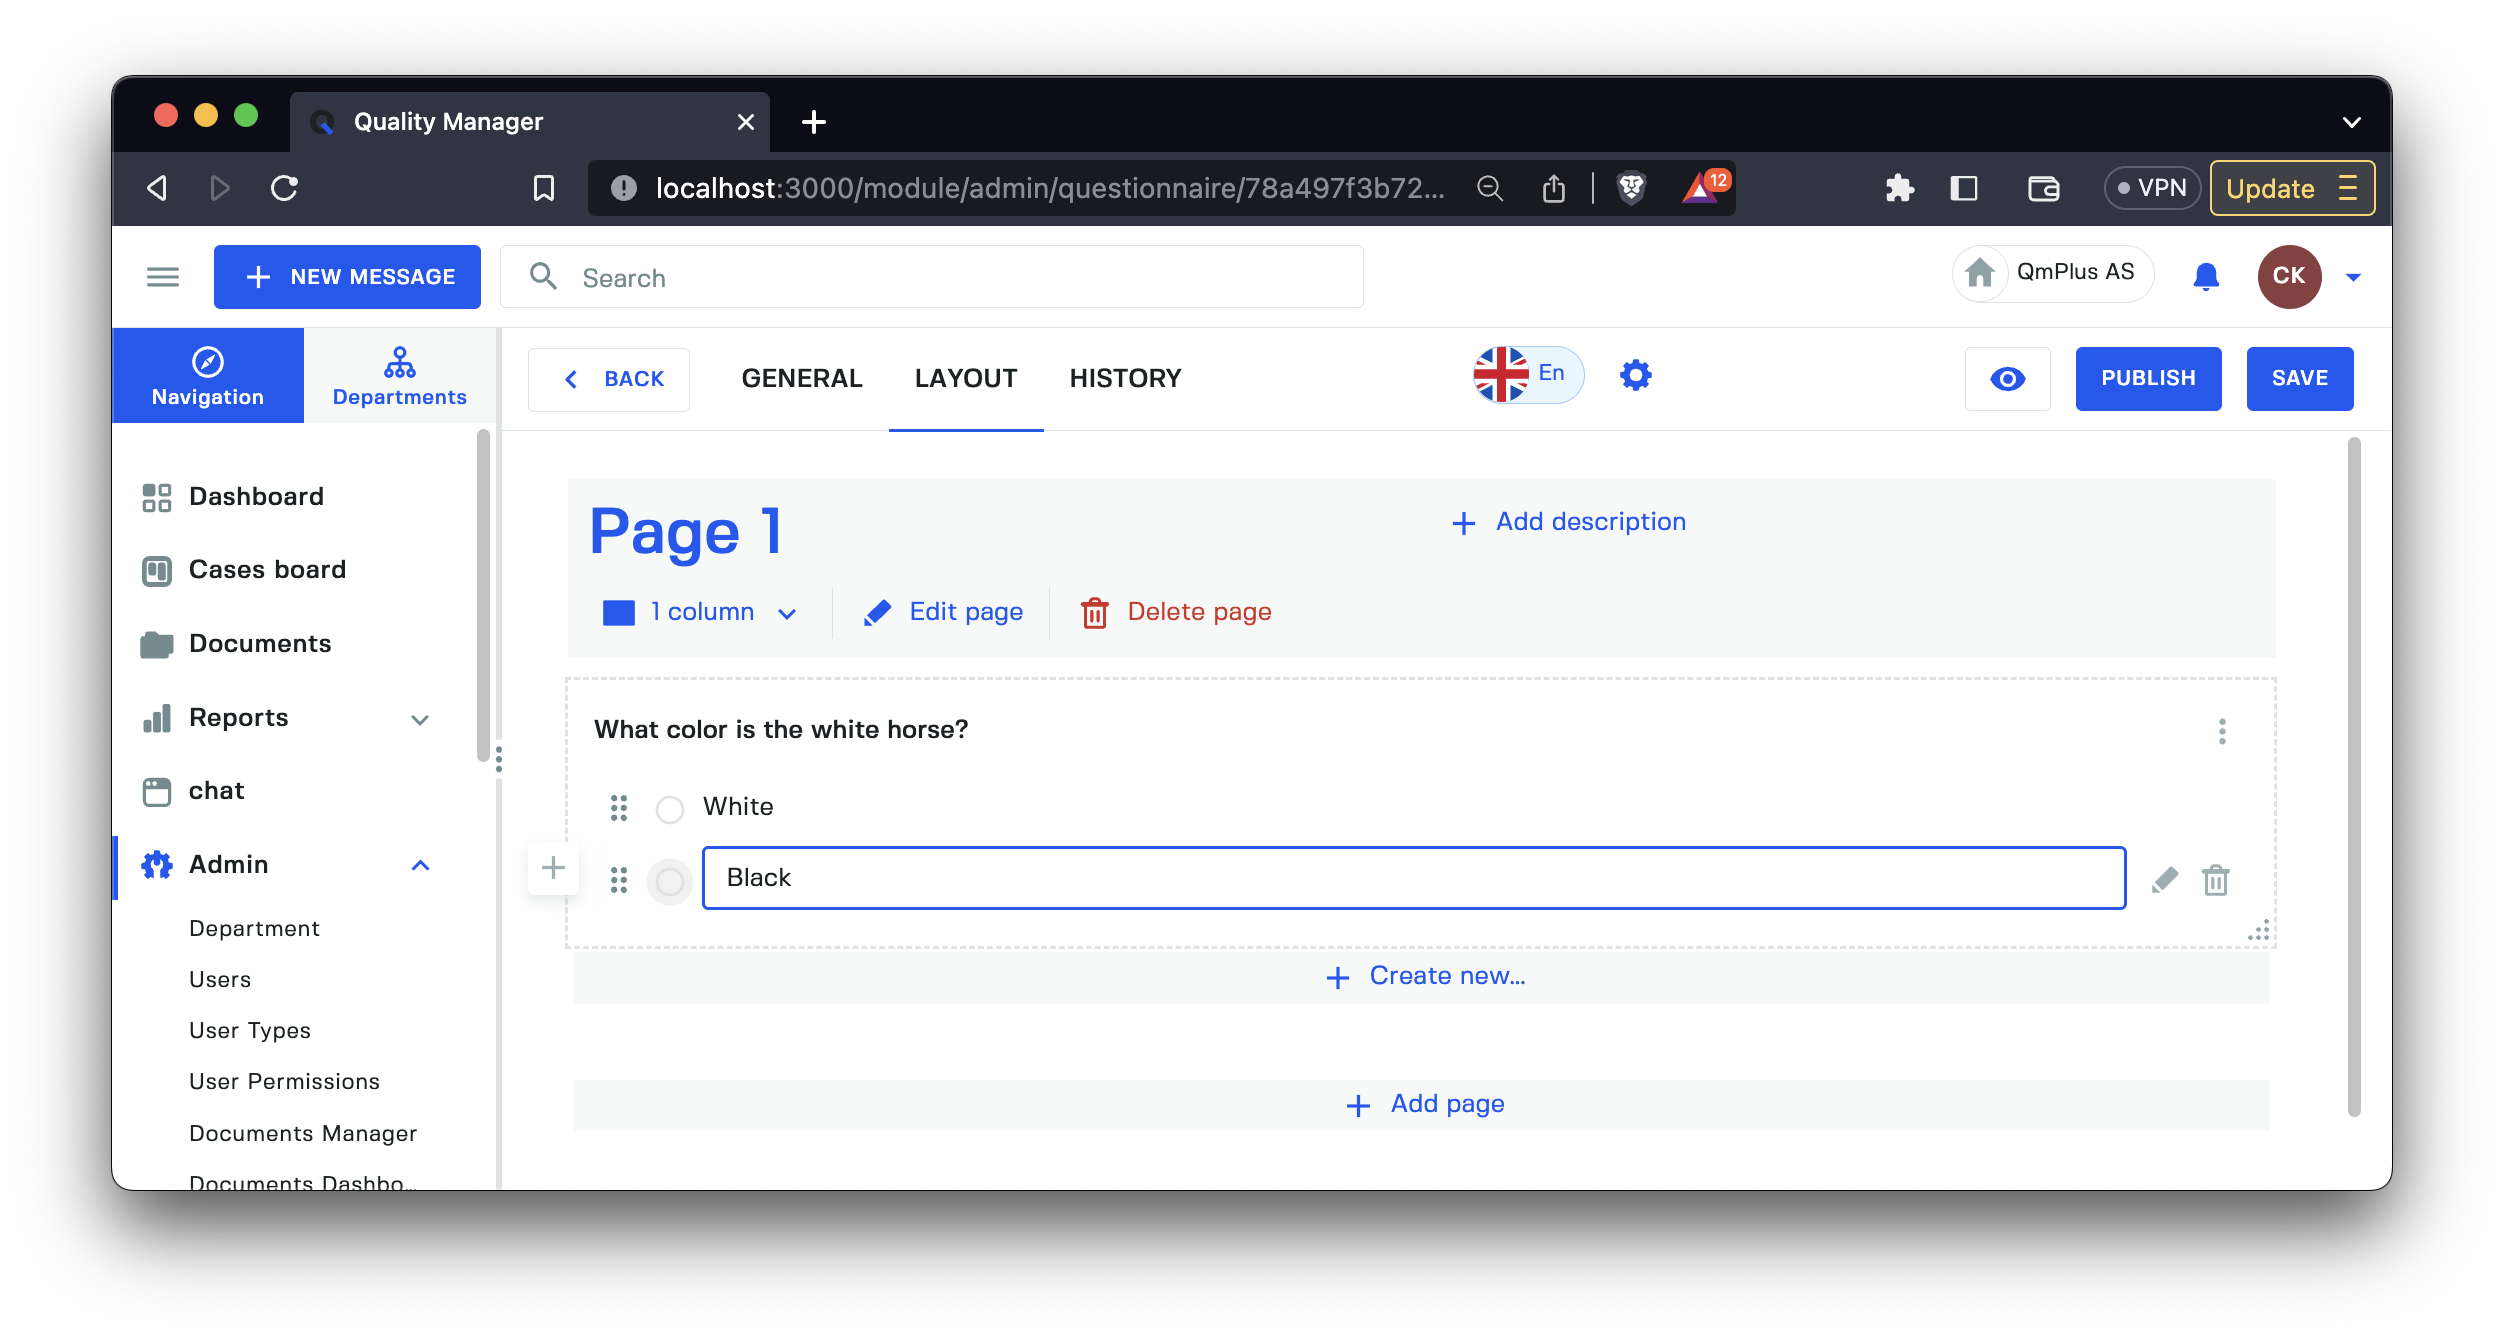 Quality Manager
localhost:3000/module/admin/questionnaire/78a497f3b72...
12
VPN
Update
NEW MESSAGE
Search
QmPlus AS
CK
Navigation
Departments
BACK
GENERAL
LAYOUT
HISTORY
En
PUBLISH
SAVE
Dashboard
Cases board
Documents
Reports
chat
Admin
Department
Users
User Types
User Permissions
Documents Manager
Documents Dashbo...
Page 1
Add description
1 column
Edit page
Delete page
What color is the white horse?
White
Black
Create new...
Add page